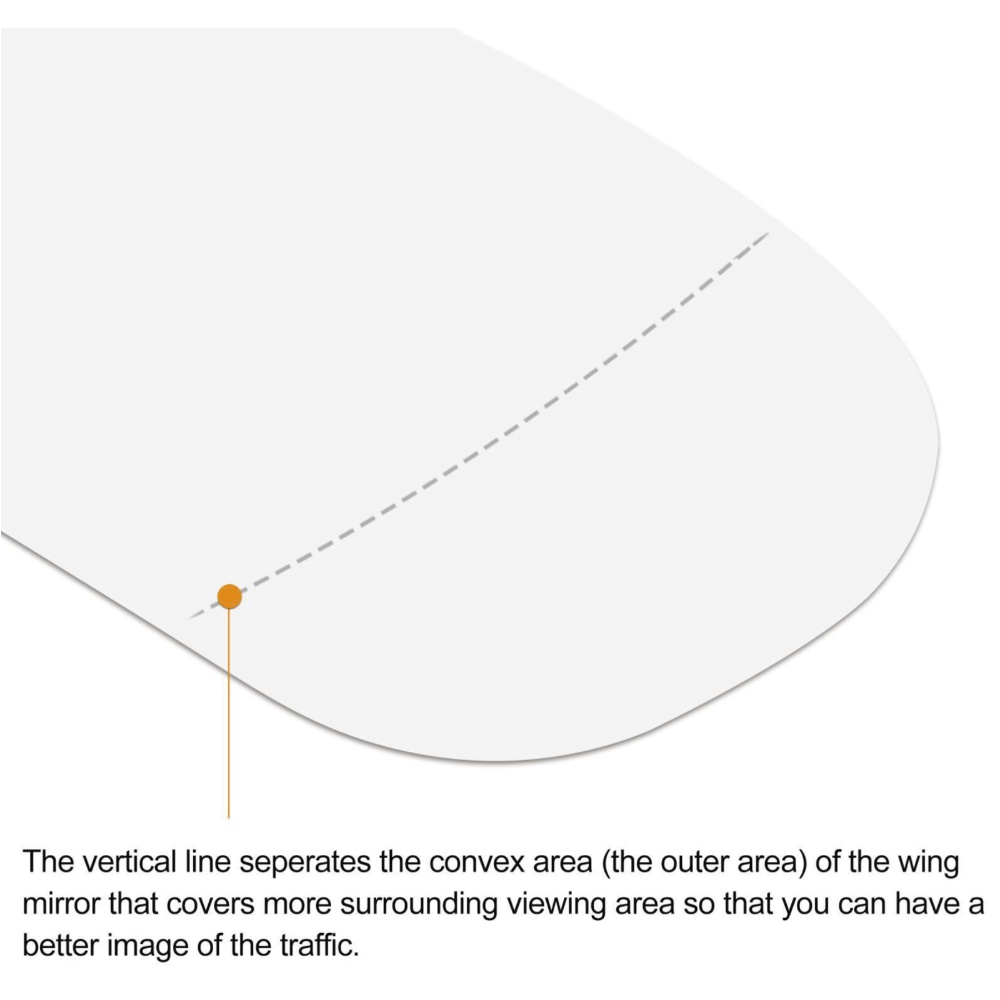 The vertical line seperates the convex area (the outer area) of the wing
mirror that covers more surrounding viewing area so that you can have a
better image of the traffic.